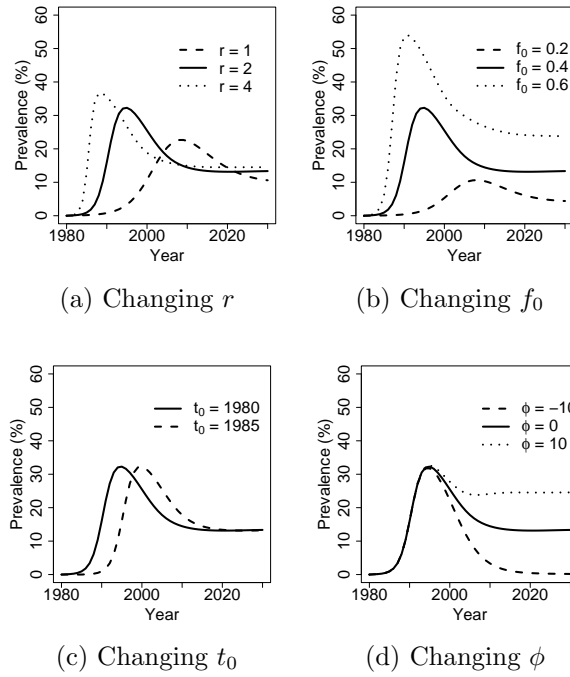 60
50
40
30
20
10
0
Prevalence (%)
r = 1
r = 2
r = 4
1980 2000 2020
Year
(a) Changing r
60
50
40
30
20
10
0
Prevalence (%)
f₀ = 0.2
f₀ = 0.4
f₀ = 0.6
1980 2000 2020
Year
(b) Changing f₀
60
50
40
30
20
10
0
Prevalence (%)
t₀ = 1980
t₀ = 1985
1980 2000 2020
Year
(c) Changing t₀
60
50
40
30
20
10
0
Prevalence (%)
ϕ = −10
ϕ = 0
ϕ = 10
1980 2000 2020
Year
(d) Changing ϕ